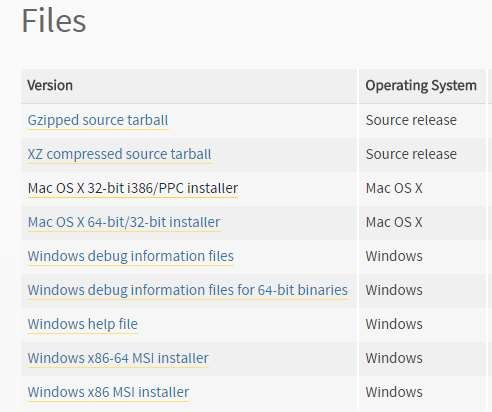 Files
Version Operating System
Gzipped source tarball Source release
XZ compressed source tarball Source release
Mac OS X 32-bit i386/PPC installer Mac OS X
Mac OS X 64-bit/32-bit installer Mac OS X
Windows debug information files Windows
Windows debug information files for 64-bit binaries Windows
Windows help file Windows
Windows x86-64 MSI installer Windows
Windows x86 MSI installer Windows